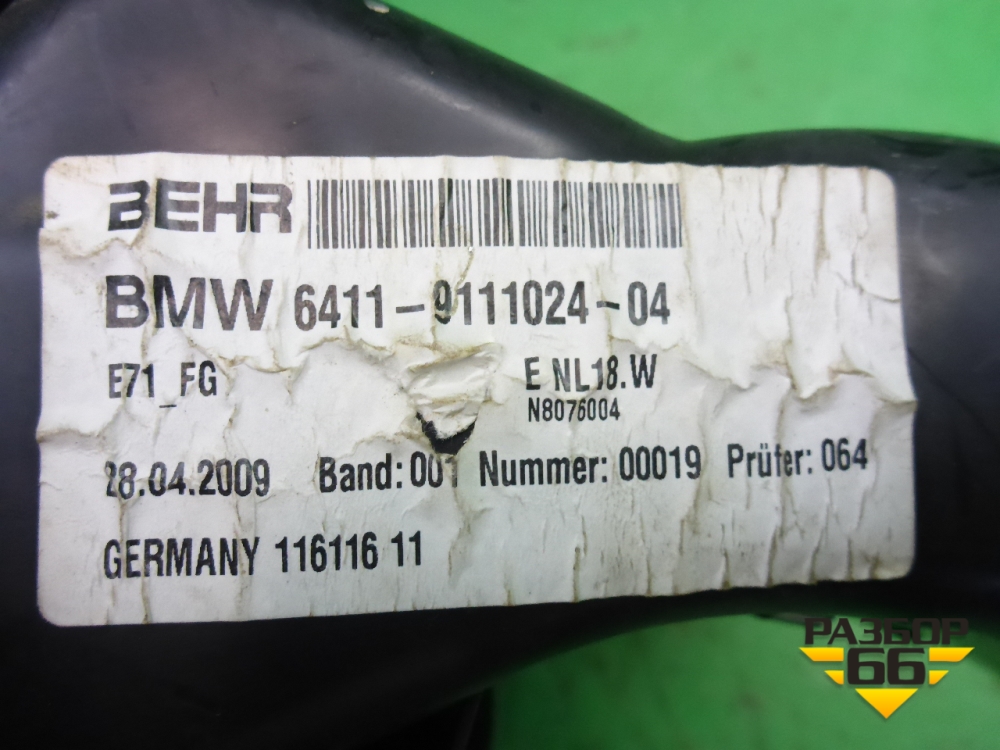 BEHR
BMW 6411-9111024-04
E71_FG E NL18.W
N8076004
28.04.2009 Band:001 Nummer:00019 Prüfer:064
GERMANY 116116 11
РАЗБОР
66